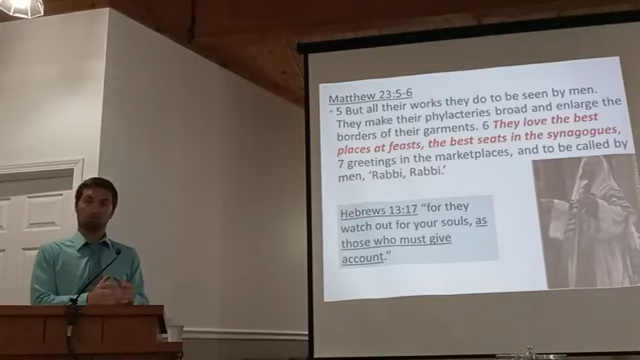 Matthew 23:5-6
• 5 But all their works they do to be seen by men.
They make their phylacteries broad and enlarge the
borders of their garments. 6 They love the best
places at feasts, the best seats in the synagogues,
7 greetings in the marketplaces, and to be called by
men, ‘Rabbi, Rabbi.’
Hebrews 13:17 “for they
watch out for your souls, as
those who must give
account.”